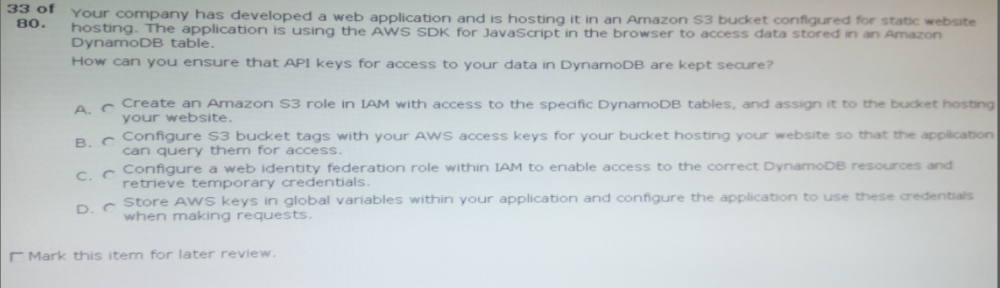 33 of
80.
Your company has developed a web application and is hosting it in an Amazon S3 bucket configured for static website
hosting. The application is using the AWS SDK for JavaScript in the browser to access data stored in an Amazon
DynamoDB table.
How can you ensure that API keys for access to your data in DynamoDB are kept secure?
A. Create an Amazon S3 role in IAM with access to the specific DynamoDB tables, and assign it to the bucket hosting
your website.
B. Configure S3 bucket tags with your AWS access keys for your bucket hosting your website so that the application
can query them for access.
C. Configure a web identity federation role within IAM to enable access to the correct DynamoDB resources and
retrieve temporary credentials.
D. Store AWS keys in global variables within your application and configure the application to use these credentials
when making requests.
Mark this item for later review.